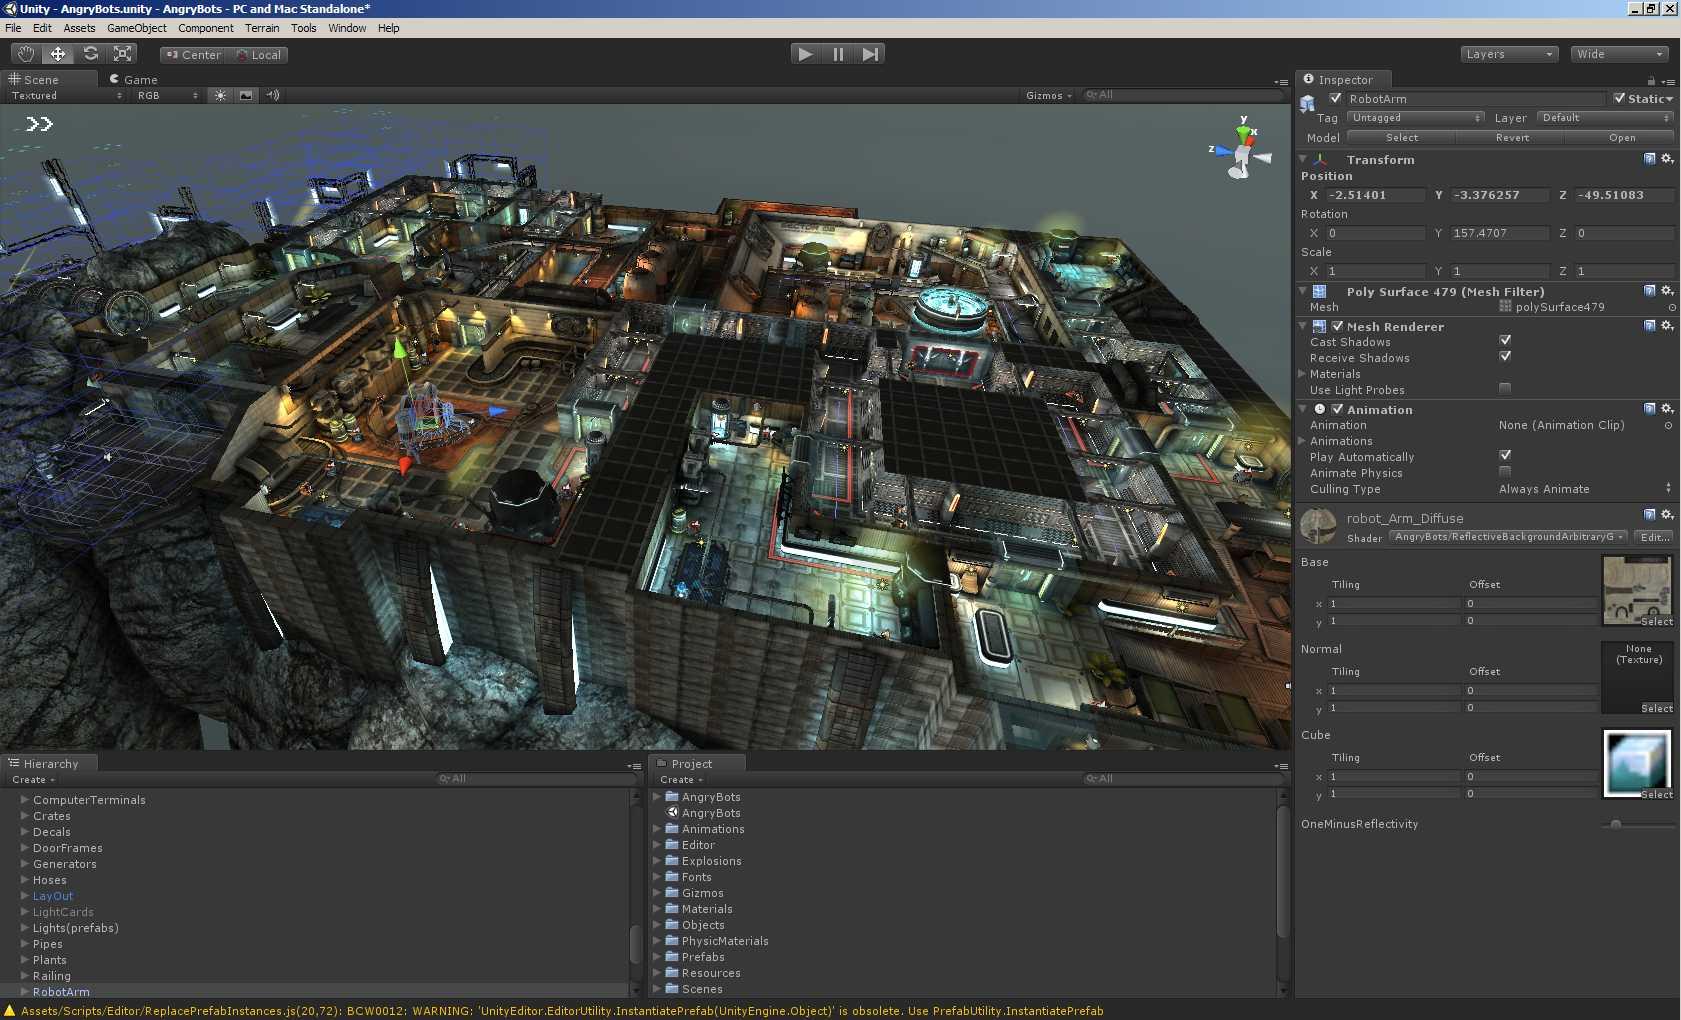 Unity - AngryBots.unity - AngryBots - PC and Mac Standalone*
File Edit Assets GameObject Component Terrain Tools Window Help
Center Local Layers Wide
Scene Game
Textured RGB Gizmos All
y
x
z
Inspector
RobotArm Static
Tag Untagged Layer Default
Model Select Revert Open
Transform
Position
X -2.51401 Y -3.376257 Z -49.51083
Rotation
X 0 Y 157.4707 Z 0
Scale
X 1 Y 1 Z 1
Poly Surface 479 (Mesh Filter)
Mesh polySurface479
Mesh Renderer
Cast Shadows
Receive Shadows
Materials
Use Light Probes
Animation
Animation None (Animation Clip)
Animations
Play Automatically
Animate Physics
Culling Type Always Animate
robot_Arm_Diffuse
Shader AngryBots/ReflectiveBackgroundArbitraryG Edit...
Base
Tiling Offset
x 1 0
y 1 0
Select
Normal
None
(Texture)
Tiling Offset
x 1 0
y 1 0
Select
Cube
Tiling Offset
x 1 0
y 1 0
Select
OneMinusReflectivity
Hierarchy
Create All
ComputerTerminals
Crates
Decals
DoorFrames
Generators
Hoses
LayOut
LightCards
Lights(prefabs)
Pipes
Plants
Railing
RobotArm
Project
Create All
AngryBots
AngryBots
Animations
Editor
Explosions
Fonts
Gizmos
Materials
Objects
PhysicMaterials
Prefabs
Resources
Scenes
Assets/Scripts/Editor/ReplacePrefabInstances.js(20,72): BCW0012: WARNING: 'UnityEditor.EditorUtility.InstantiatePrefab(UnityEngine.Object)' is obsolete. Use PrefabUtility.InstantiatePrefab